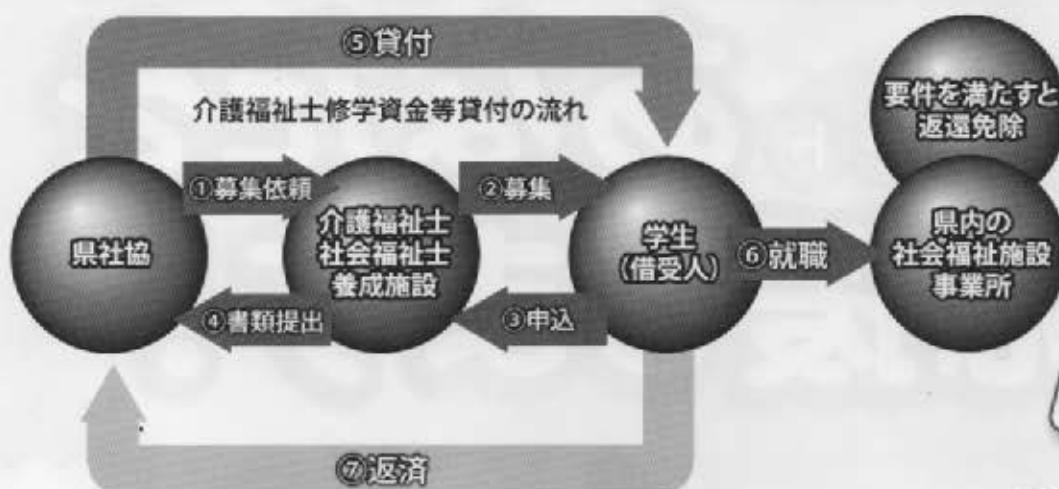 ⑤貸付
介護福祉士修学資金等貸付の流れ
要件を満たすと
返還免除
①募集依頼
②募集
県社協
介護福祉士
社会福祉士
養成施設
学生
(借受人)
⑥就職
県内の
社会福祉施設
事業所
④書類提出
③申込
⑦返済